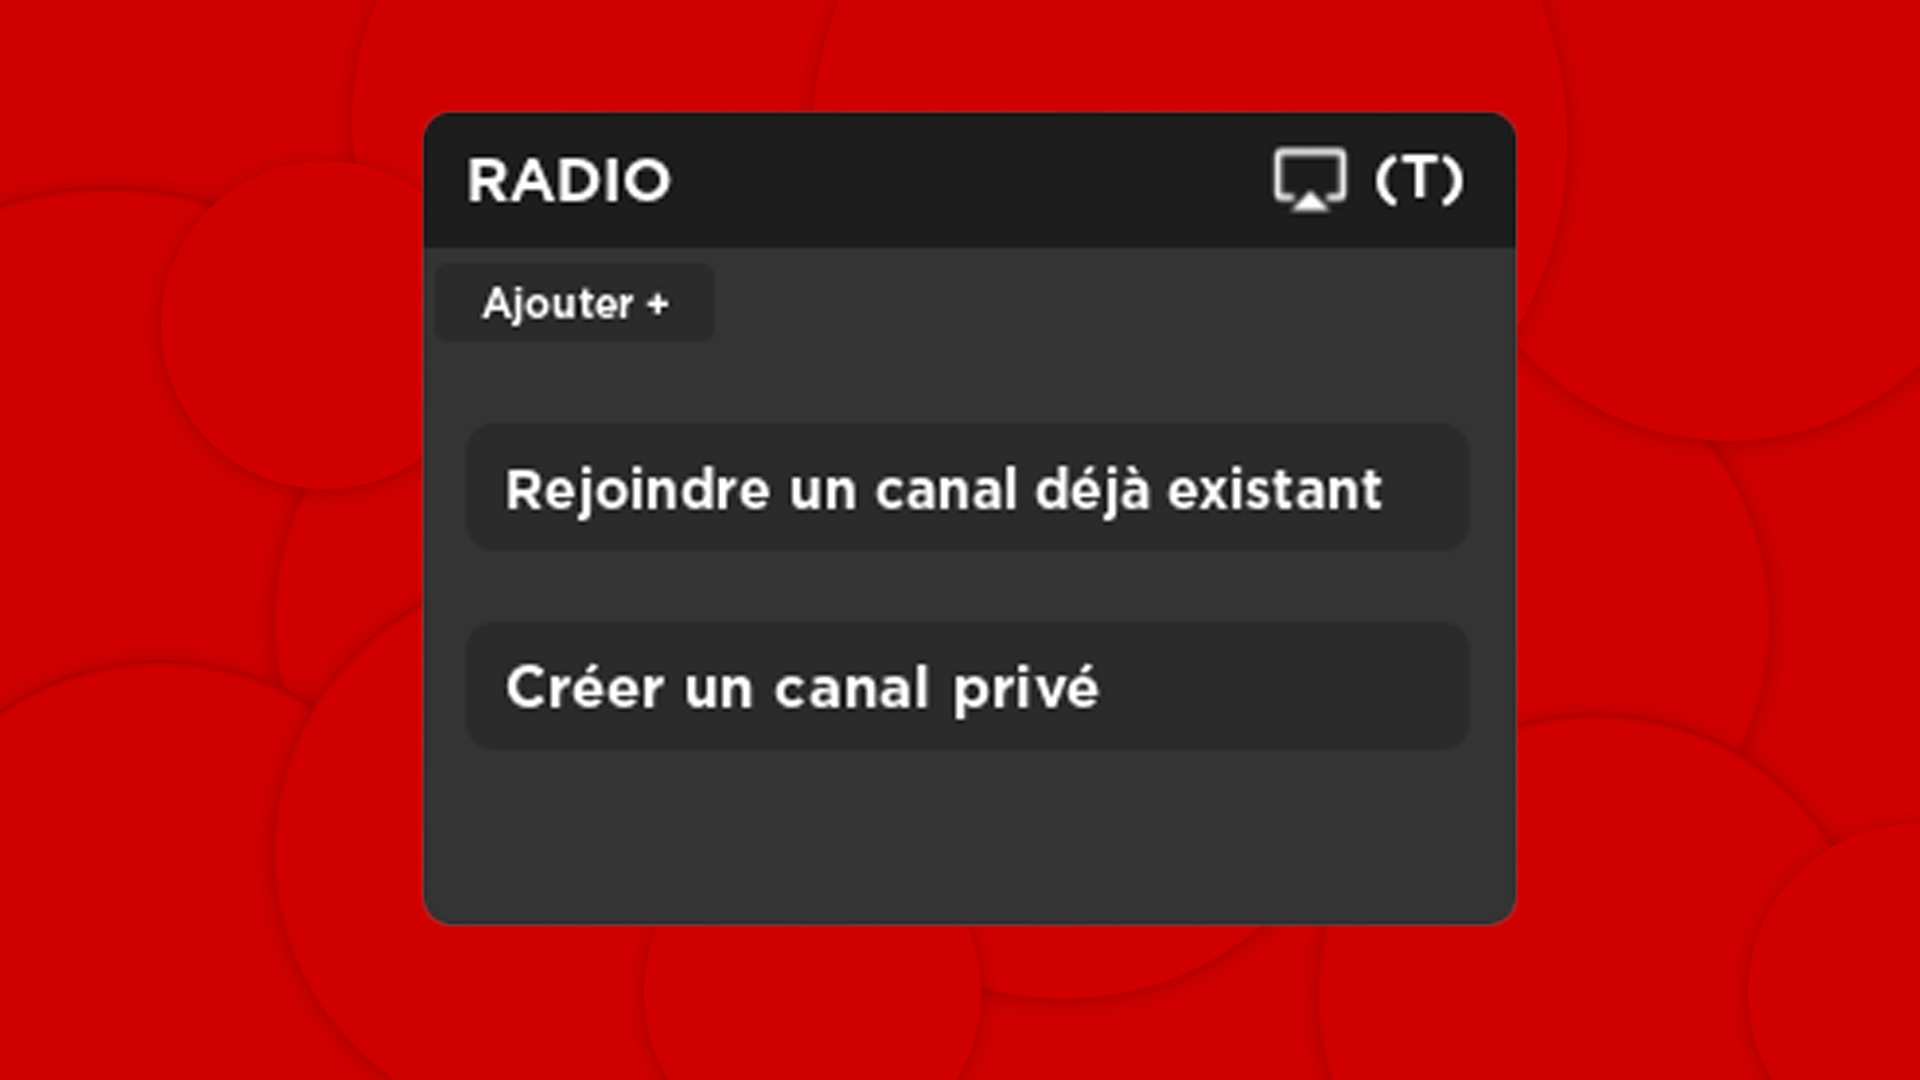 RADIO (T)
Ajouter +
Rejoindre un canal déjà existant
Créer un canal privé